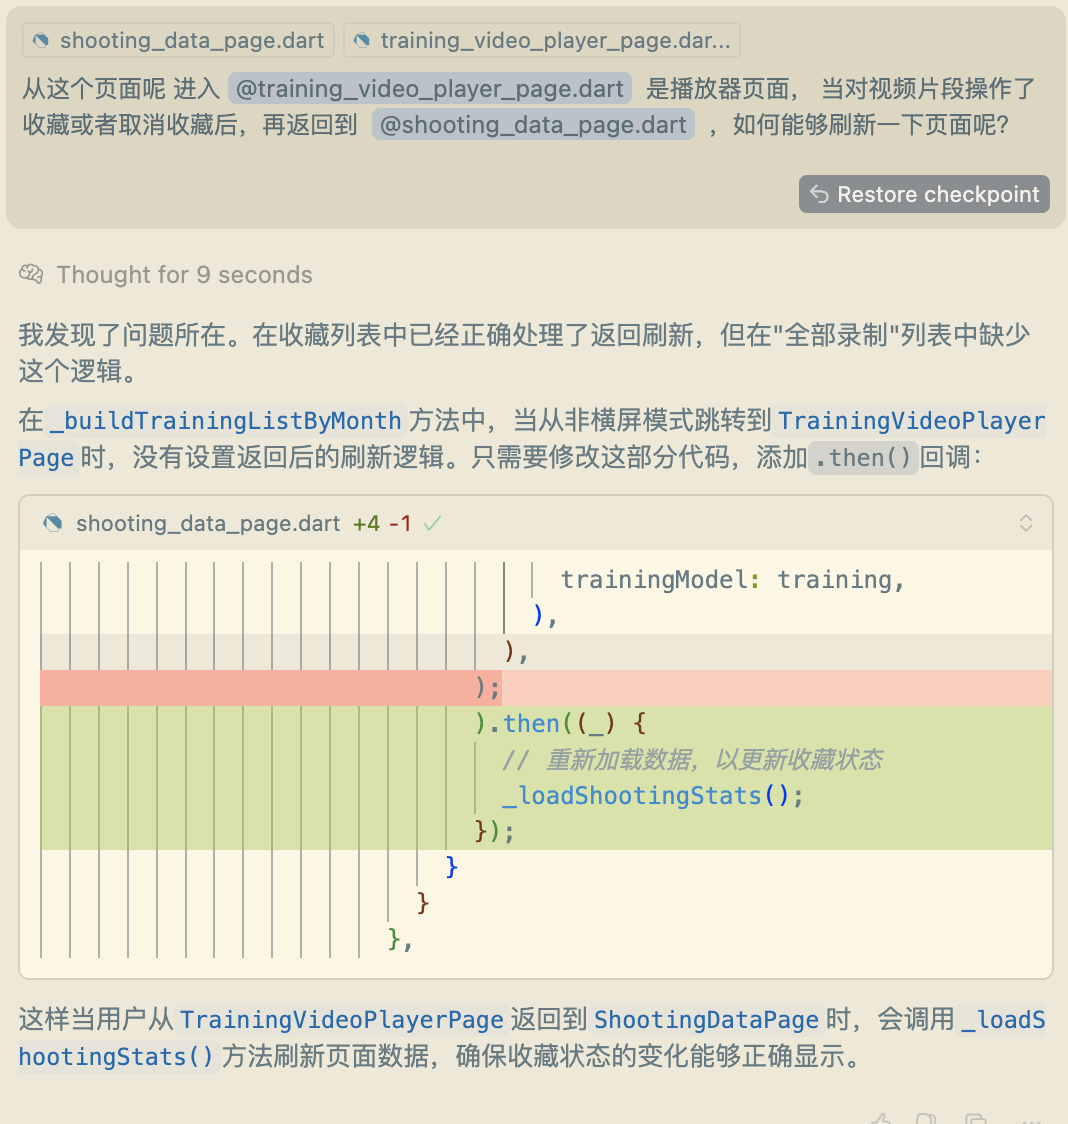 shooting_data_page.dart training_video_player_page.dar...
从这个页面呢 进入 @training_video_player_page.dart 是播放器页面， 当对视频片段操作了
收藏或者取消收藏后，再返回到 @shooting_data_page.dart ，如何能够刷新一下页面呢？
Restore checkpoint
Thought for 9 seconds
我发现了问题所在。在收藏列表中已经正确处理了返回刷新，但在"全部录制"列表中缺少
这个逻辑。
在 _buildTrainingListByMonth 方法中，当从非横屏模式跳转到 TrainingVideoPlayer
Page 时，没有设置返回后的刷新逻辑。只需要修改这部分代码，添加 .then() 回调：
shooting_data_page.dart +4 -1
trainingModel: training,
),
),
);
).then((_) {
// 重新加载数据，以更新收藏状态
_loadShootingStats();
});
}
}
},
这样当用户从 TrainingVideoPlayerPage 返回到 ShootingDataPage 时，会调用 _loadS
hootingStats() 方法刷新页面数据，确保收藏状态的变化能够正确显示。